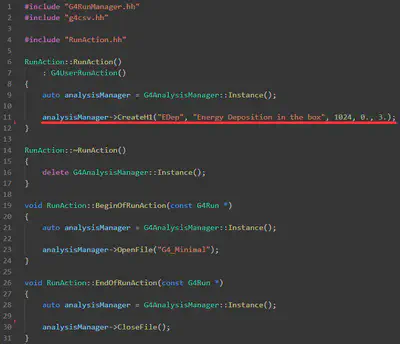 1 #include "G4RunManager.hh"
2 #include "g4csv.hh"
3
4 #include "RunAction.hh"
5
6 RunAction::RunAction()
7 : G4UserRunAction()
8 {
9 auto analysisManager = G4AnalysisManager::Instance();
10
11 analysisManager->CreateH1("EDep", "Energy Deposition in the box", 1024, 0., 3.);
12 }
13
14 RunAction::~RunAction()
15 {
16 delete G4AnalysisManager::Instance();
17 }
18
19 void RunAction::BeginOfRunAction(const G4Run *)
20 {
21 auto analysisManager = G4AnalysisManager::Instance();
22
23 analysisManager->OpenFile("G4_Minimal");
24 }
25
26 void RunAction::EndOfRunAction(const G4Run *)
27 {
28 auto analysisManager = G4AnalysisManager::Instance();
29
30 analysisManager->CloseFile();
31 }